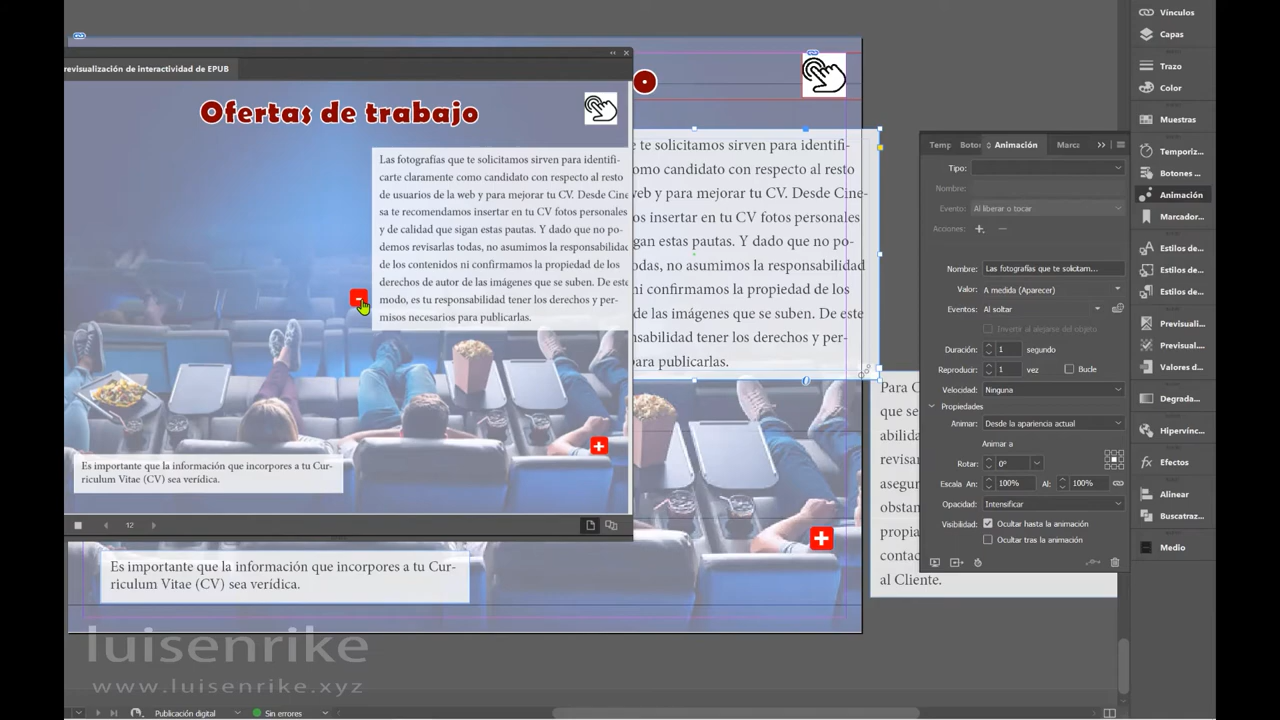 revisualización de interactividad de EPUB
Ofertas de trabajo
Las fotografías que te solicitamos sirven para identifi-
carte claramente como candidato con respecto al resto
de usuarios de la web y para mejorar tu CV. Desde Cine-
sa te recomendamos insertar en tu CV fotos personales
y de calidad que sigan estas pautas. Y dado que no po-
demos revisarlas todas, no asumimos la responsabilidad
de los contenidos ni confirmamos la propiedad de los
derechos de autor de las imágenes que se suben. De este
modo, es tu responsabilidad tener los derechos y per-
misos necesarios para publicarlas.
Es importante que la información que incorpores a tu Cur-
riculum Vitae (CV) sea verídica.
12
e te solicitamos sirven para identifi-
omo candidato con respecto al resto
veb y para mejorar tu CV. Desde Cine-
os insertar en tu CV fotos personales
igan estas pautas. Y dado que no po-
odas, no asumimos la responsabilidad
ni confirmamos la propiedad de los
de las imágenes que se suben. De este
nsabilidad tener los derechos y per-
para publicarlas.
Es importante que la información que incorpores a tu Cur-
riculum Vitae (CV) sea verídica.
Para C
que se
abilida
revisar
asegur
obstan
propia
contac
al Cliente.
Temp
Botor
Animación
Marca
Tipo:
Nombre:
Evento: Al liberar o tocar
Acciones:
Nombre: Las fotografías que te solicitam...
Valor: A medida (Aparecer)
Eventos: Al soltar
Invertir al alejarse del objeto
Duración: 1 segundo
Reproducir: 1 vez Bucle
Velocidad: Ninguna
Propiedades
Animar: Desde la apariencia actual
Animar a
Rotar: 0º
Escala An: 100% Al: 100%
Opacidad: Intensificar
Visibilidad: Ocultar hasta la animación
Ocultar tras la animación
Vínculos
Capas
Trazo
Color
Muestras
Temporiz...
Botones ...
Animación
Marcador...
Estilos de...
Estilos de...
Estilos de...
Previsuali...
Previsual...
Valores d...
Degrada...
Hipervínc...
Efectos
Alinear
Buscatraz...
Medio
luisenrike
www.luisenrike.xyz
Publicación digital
Sin errores